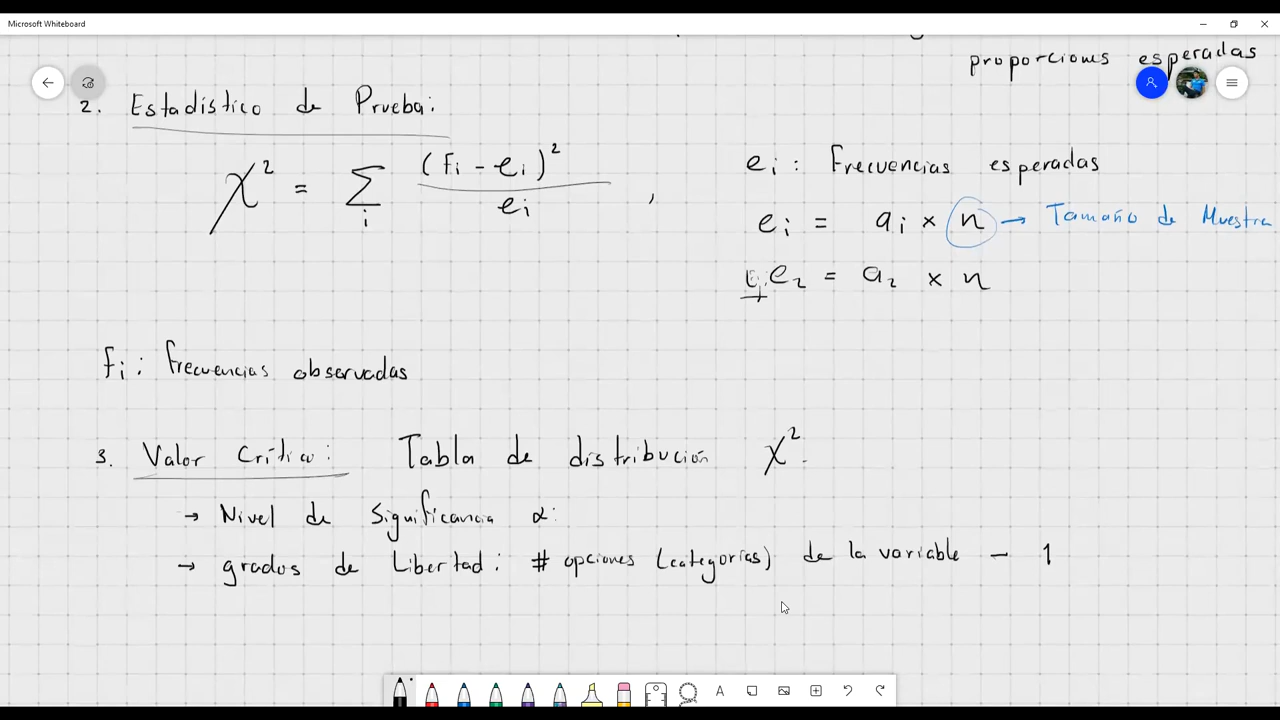 Microsoft Whiteboard
proporciones esperadas
2. Estadístico de Prueba:
χ² = Σ i (fi - ei)² / ei ,
ei : Frecuencias esperadas
ei = ai × n → Tamaño de Muestra
e2 = a2 × n
fi : frecuencias observadas
3. Valor Crítico: Tabla de distribución χ².
→ Nivel de Significancia α:
→ grados de Libertad: # opciones (categorías) de la variable - 1
A